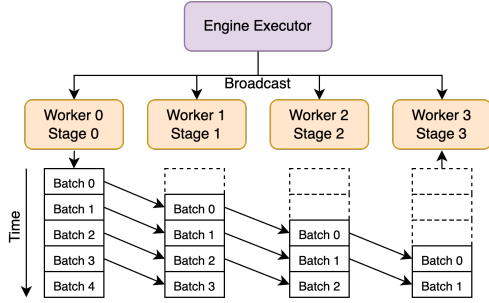 Engine Executor
Broadcast
Worker 0
Stage 0
Worker 1
Stage 1
Worker 2
Stage 2
Worker 3
Stage 3
Time
Batch 0
Batch 1
Batch 2
Batch 3
Batch 4
Batch 0
Batch 1
Batch 2
Batch 3
Batch 0
Batch 1
Batch 2
Batch 0
Batch 1